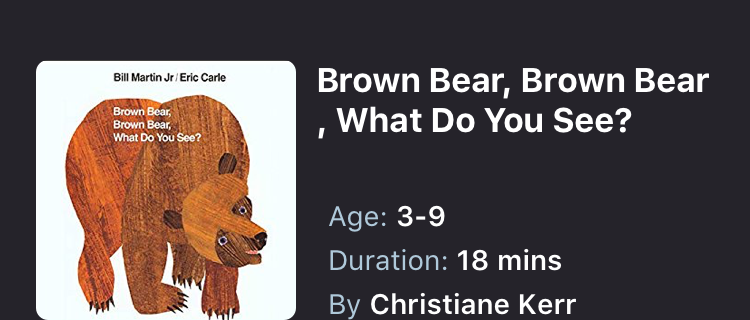 Bill Martin Jr / Eric Carle
Brown Bear,
Brown Bear,
What Do You See?
Brown Bear, Brown Bear
, What Do You See?
Age: 3-9
Duration: 18 mins
By Christiane Kerr